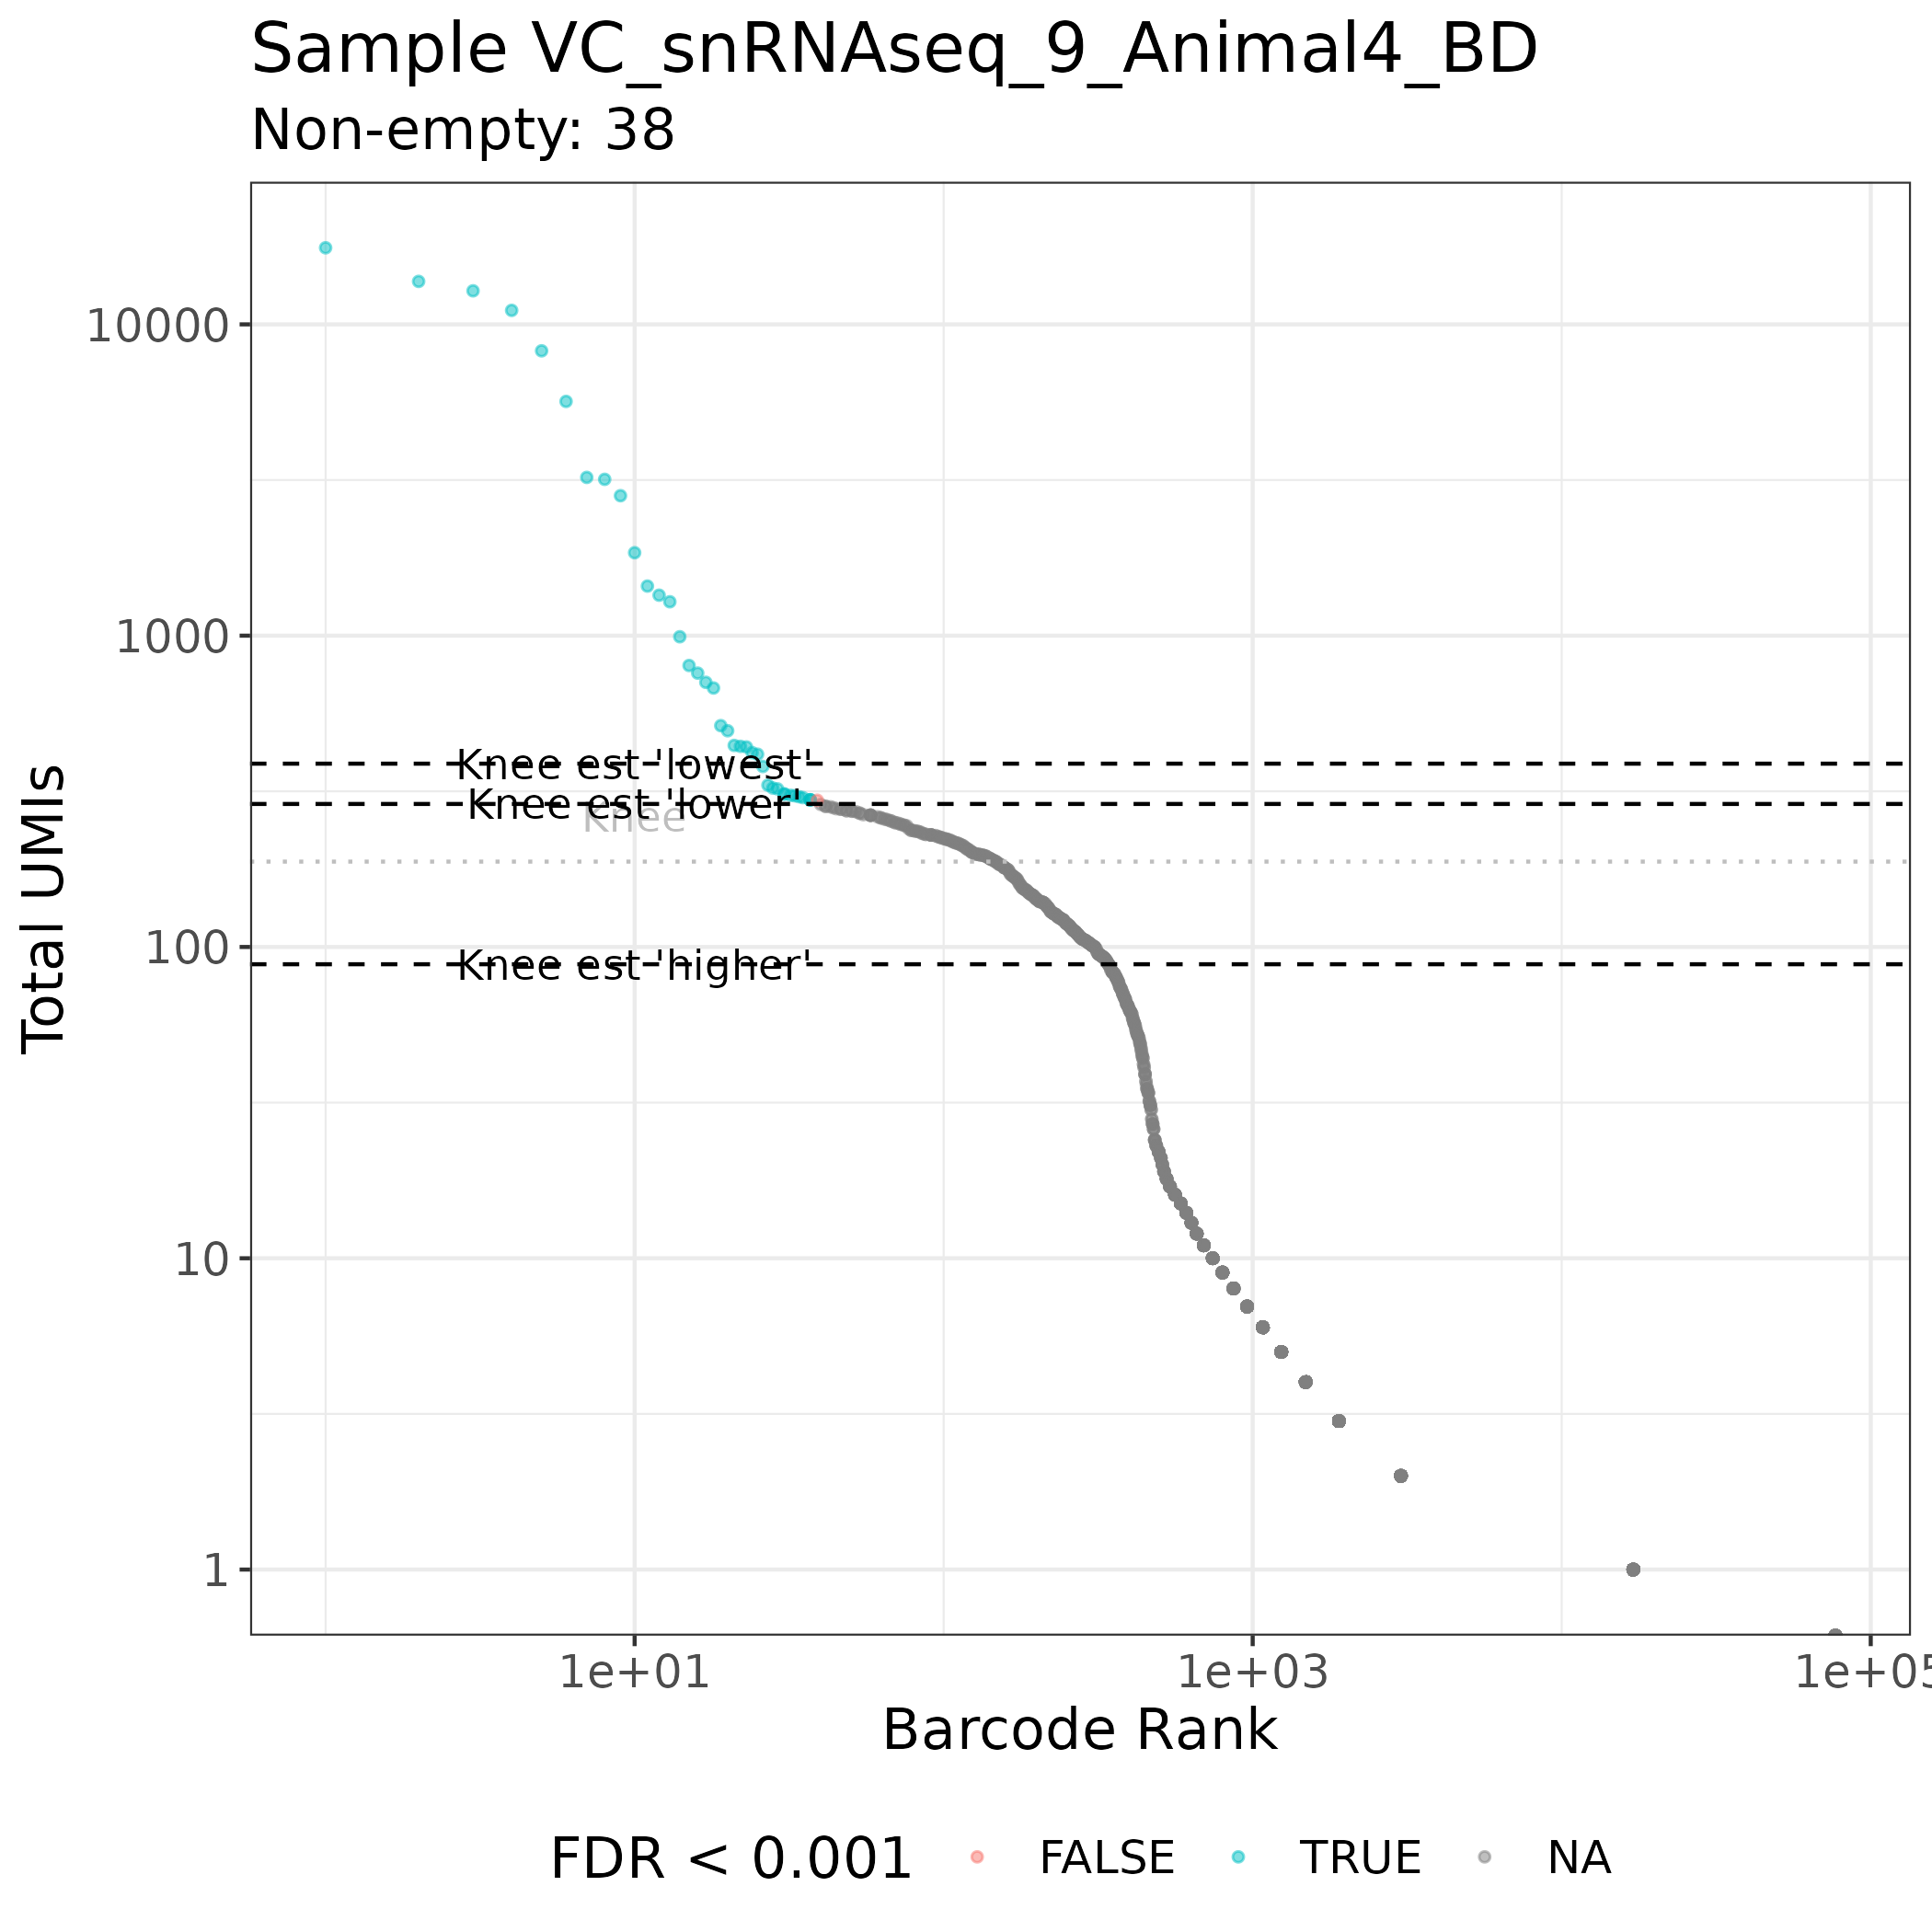 Sample VC_snRNAseq_9_Animal4_BD
Non-empty: 38
Total UMIs
10000
1000
100
10
1
Knee est 'lowest'
Knee est 'lower'
Knee
Knee est 'higher'
1e+01 1e+03 1e+05
Barcode Rank
FDR < 0.001 FALSE TRUE NA